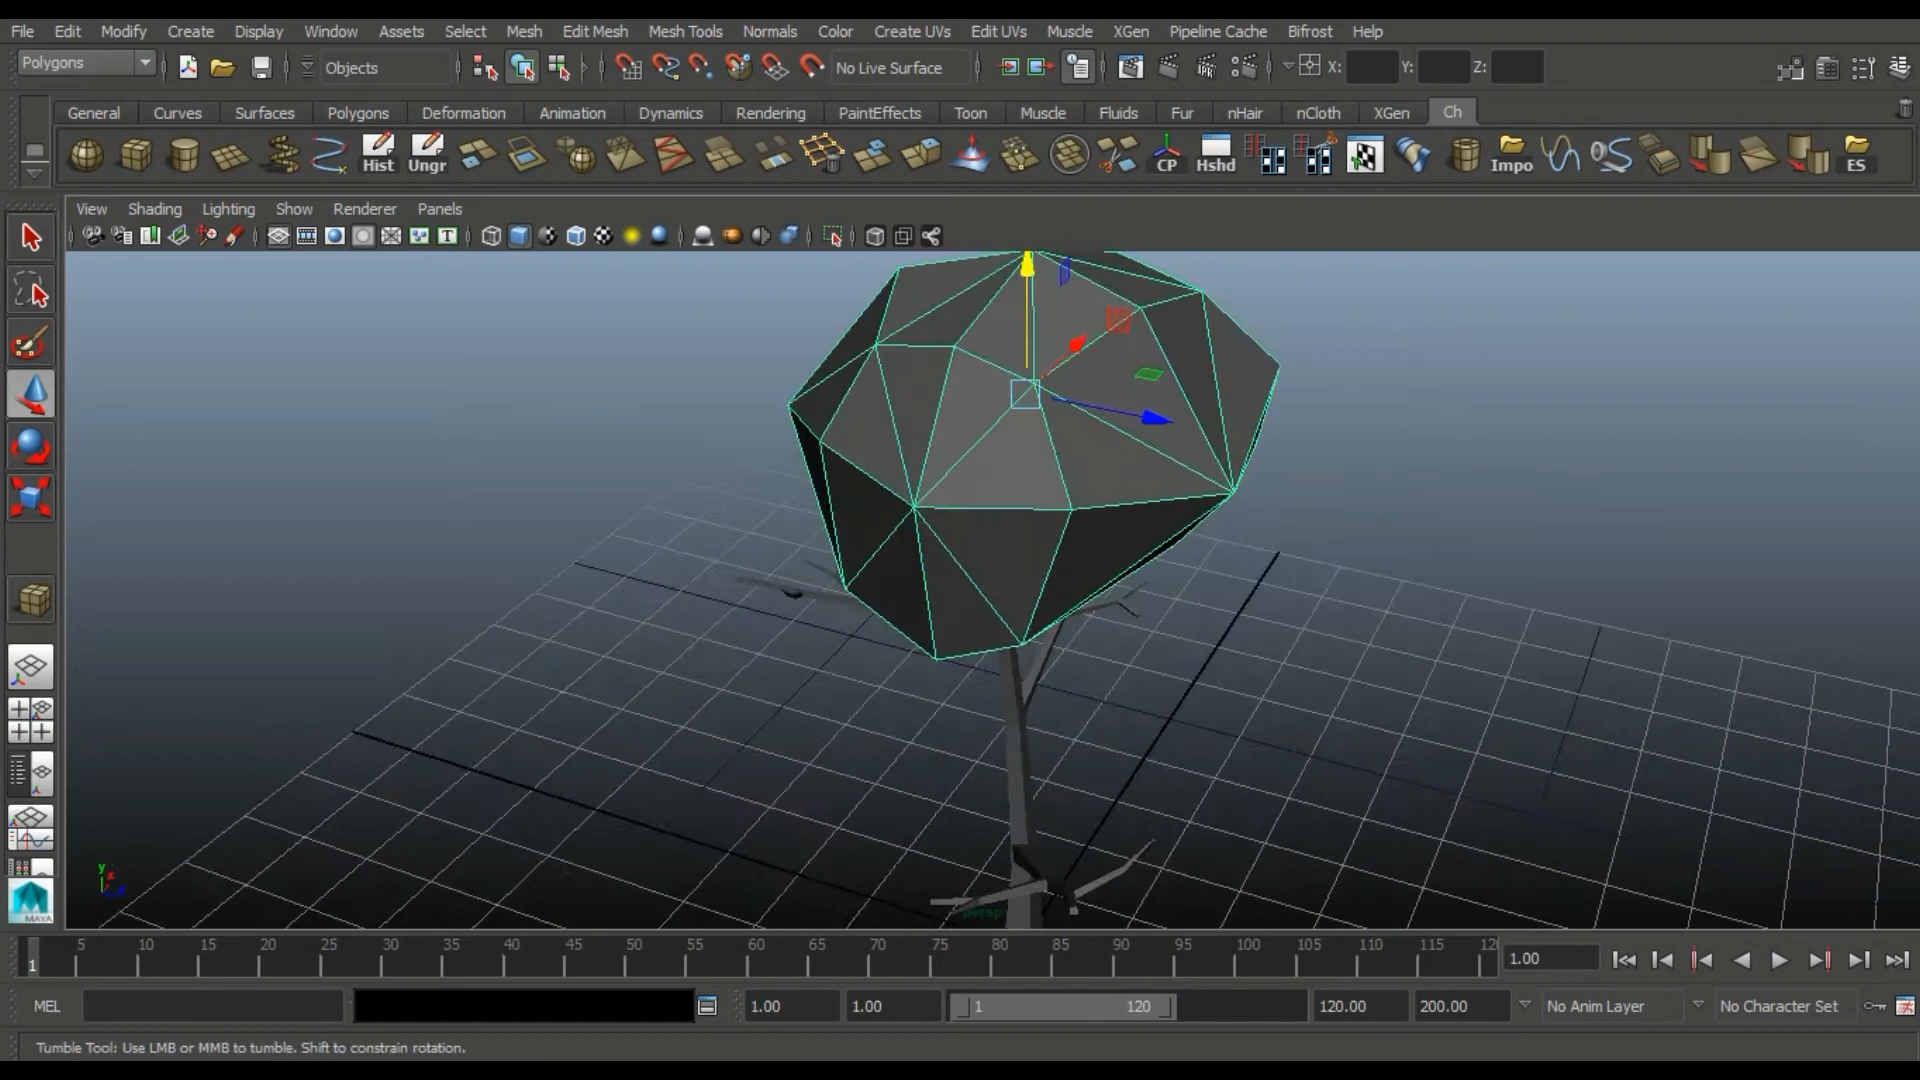 File Edit Modify Create Display Window Assets Select Mesh Edit Mesh Mesh Tools Normals Color Create UVs Edit UVs Muscle XGen Pipeline Cache Bifrost Help
Polygons Objects No Live Surface X: Y: Z:
General Curves Surfaces Polygons Deformation Animation Dynamics Rendering PaintEffects Toon Muscle Fluids Fur nHair nCloth XGen Ch
Hist Ungr CP Hshd Impo ES
View Shading Lighting Show Renderer Panels
T
y x
MAYA
persp
5 10 15 20 25 30 35 40 45 50 55 60 65 70 75 80 85 90 95 100 105 110 115 12
1 1.00
MEL 1.00 1.00 1 120 120.00 200.00 No Anim Layer No Character Set
Tumble Tool: Use LMB or MMB to tumble. Shift to constrain rotation.